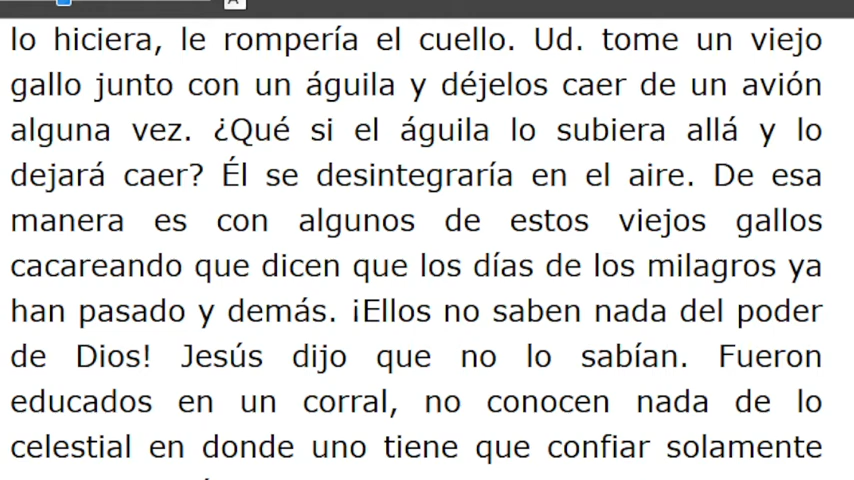 lo hiciera, le rompería el cuello. Ud. tome un viejo
gallo junto con un águila y déjelos caer de un avión
alguna vez. ¿Qué si el águila lo subiera allá y lo
dejará caer? Él se desintegraría en el aire. De esa
manera es con algunos de estos viejos gallos
cacareando que dicen que los días de los milagros ya
han pasado y demás. ¡Ellos no saben nada del poder
de Dios! Jesús dijo que no lo sabían. Fueron
educados en un corral, no conocen nada de lo
celestial en donde uno tiene que confiar solamente